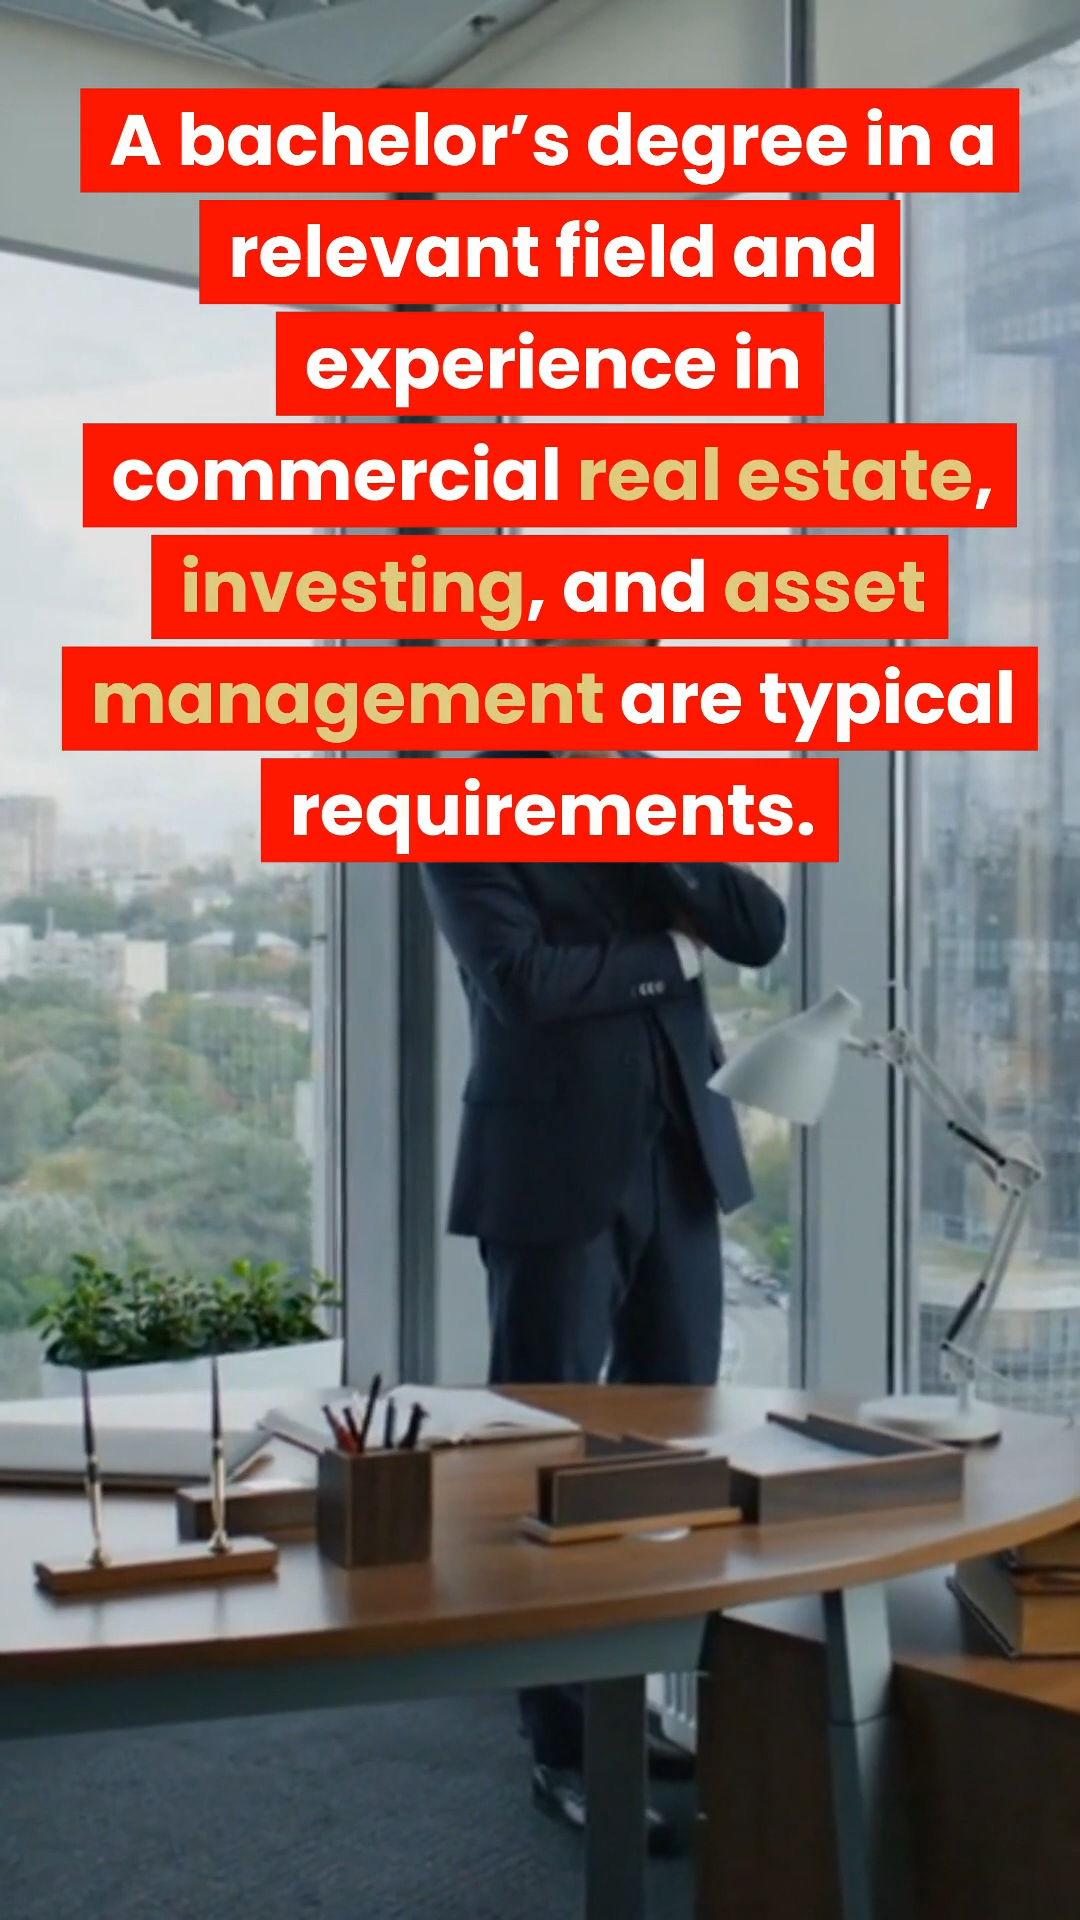 A bachelor’s degree in a
relevant field and
experience in
commercial real estate,
investing, and asset
management are typical
requirements.